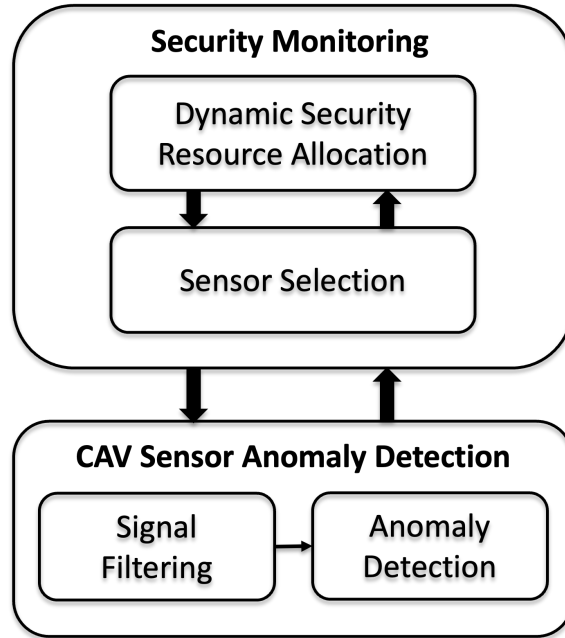 Security Monitoring
Dynamic Security
Resource Allocation
Sensor Selection
CAV Sensor Anomaly Detection
Signal
Filtering
Anomaly
Detection